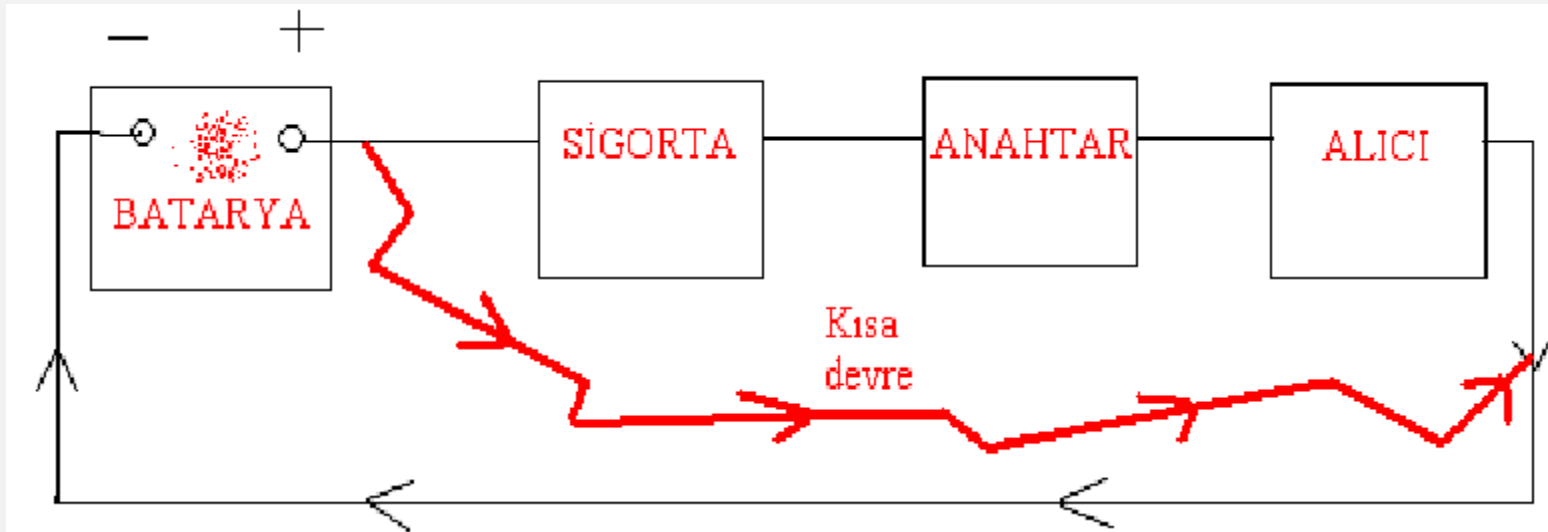 − +
BATARYA
SİGORTA
ANAHTAR
ALICI
Kısa
devre